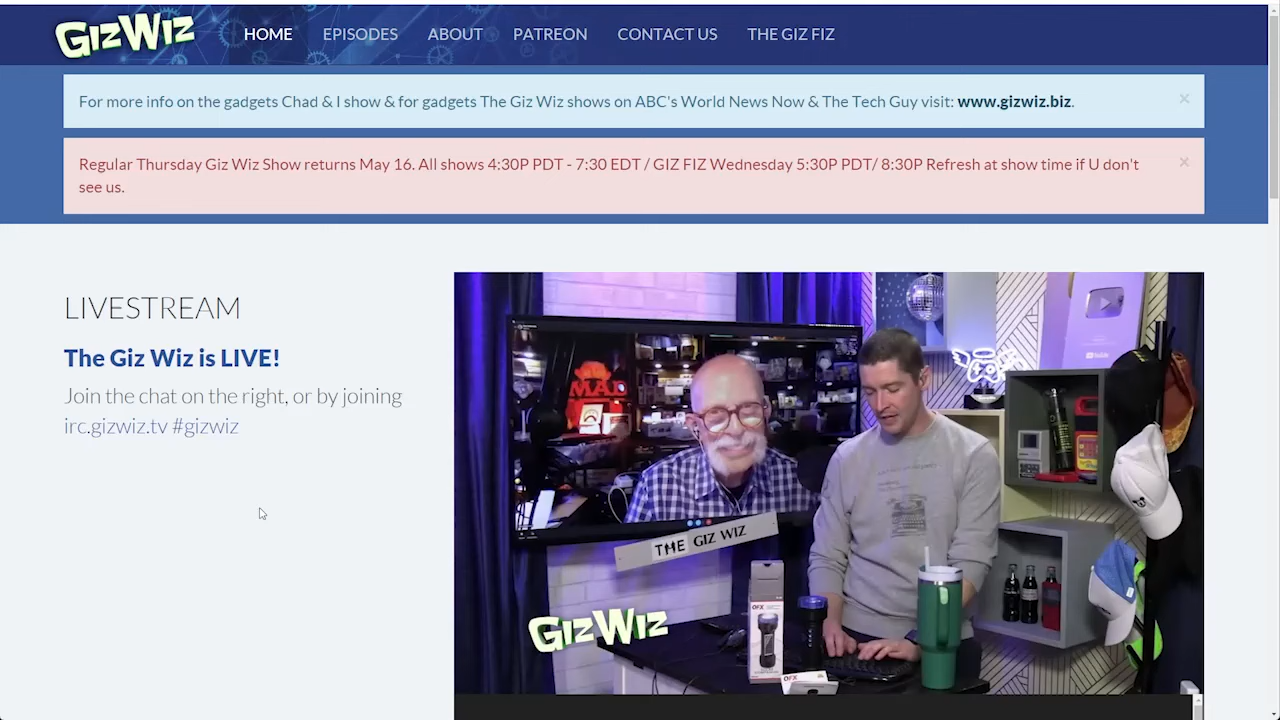 GIZWIZ
HOME
EPISODES
ABOUT
PATREON
CONTACT US
THE GIZ FIZ
For more info on the gadgets Chad & I show & for gadgets The Giz Wiz shows on ABC's World News Now & The Tech Guy visit: www.gizwiz.biz.
×
Regular Thursday Giz Wiz Show returns May 16. All shows 4:30P PDT - 7:30 EDT / GIZ FIZ Wednesday 5:30P PDT/ 8:30P Refresh at show time if U don't
see us.
×
LIVESTREAM
The Giz Wiz is LIVE!
Join the chat on the right, or by joining
irc.gizwiz.tv #gizwiz
MAD
THE GIZ WIZ
GIZWIZ
OFX
OFX